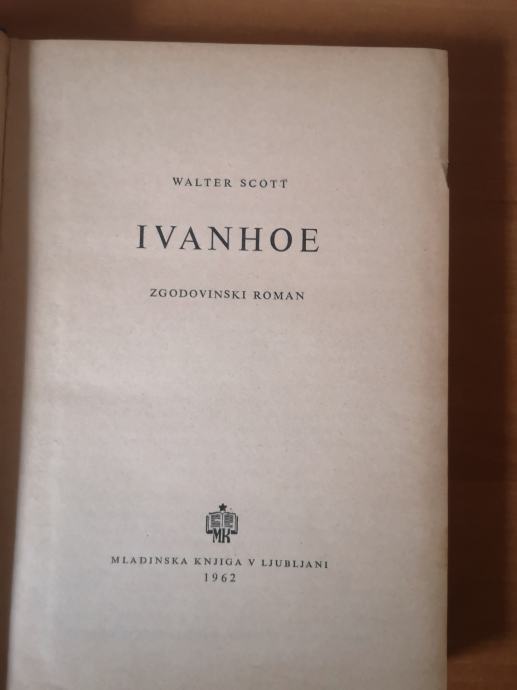 WALTER SCOTT
IVANHOE
ZGODOVINSKI ROMAN
MK
MLADINSKA KNJIGA V LJUBLJANI
1962